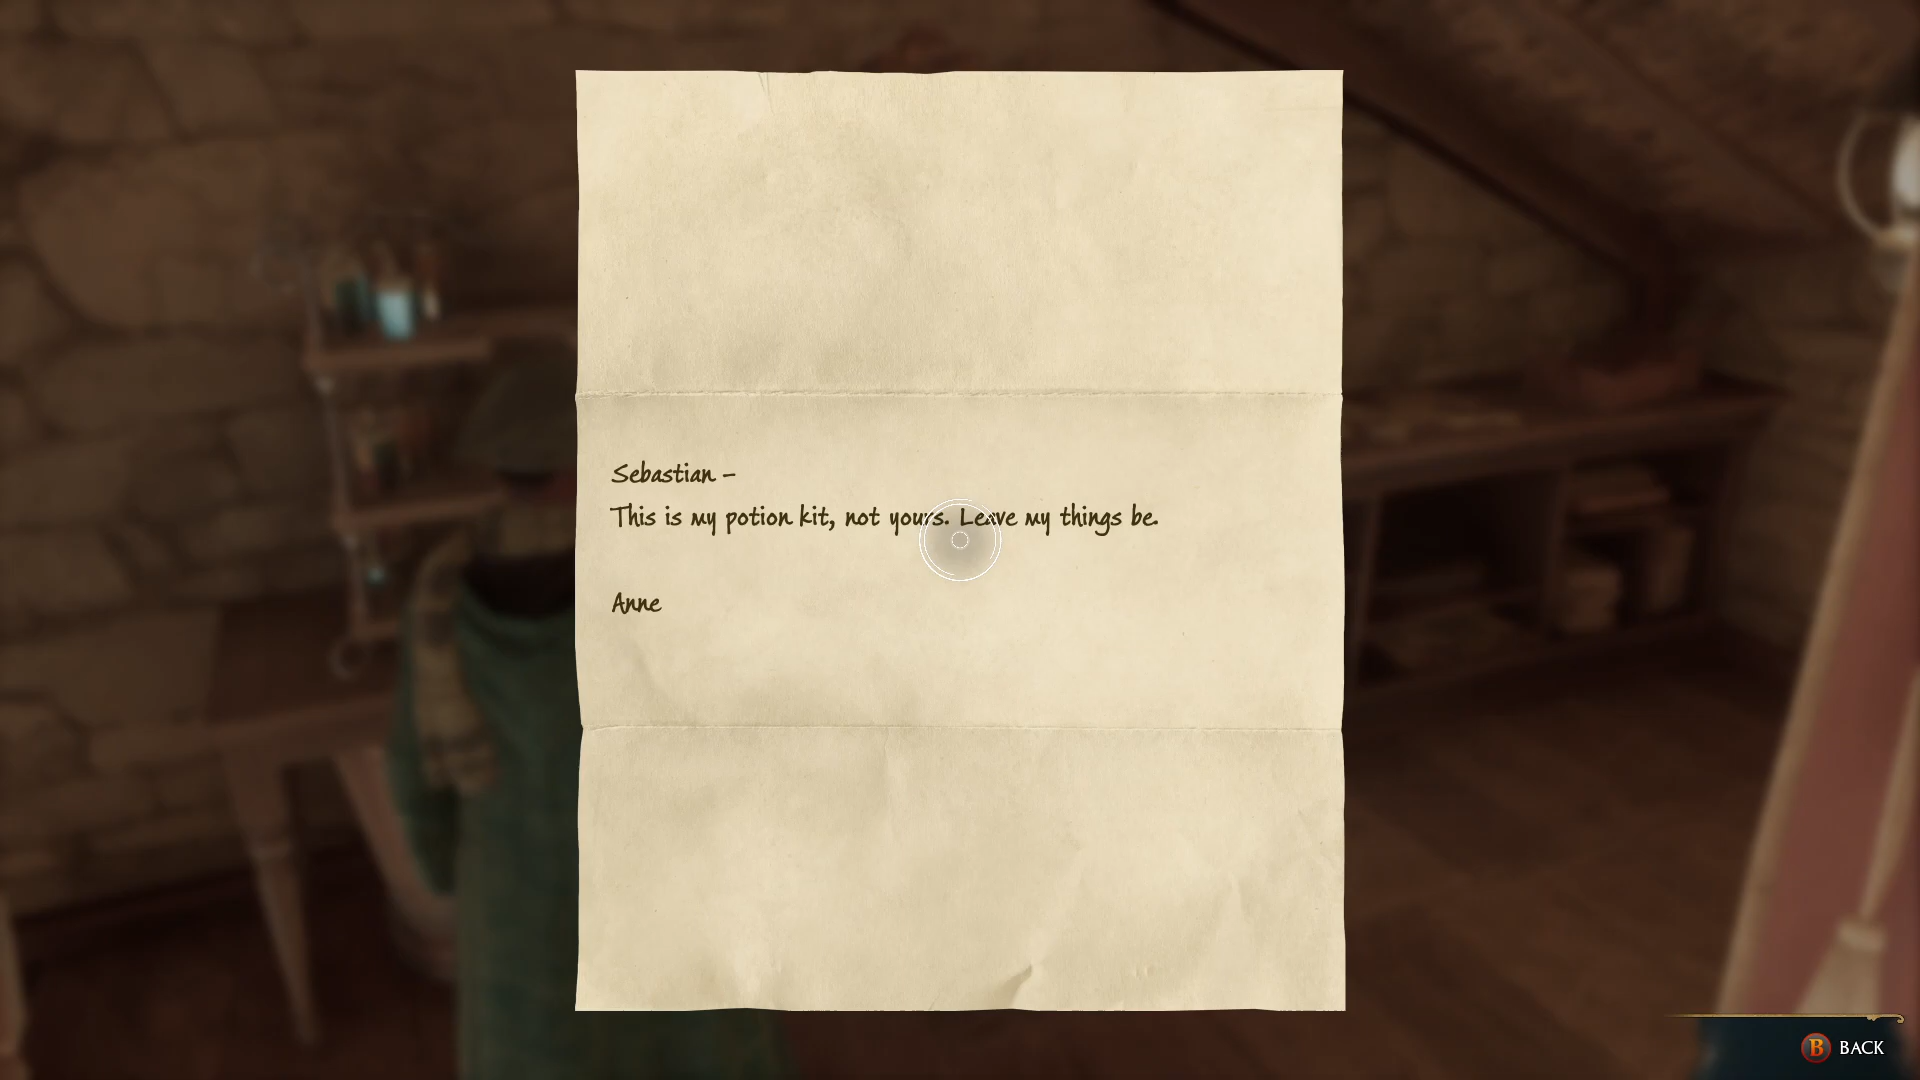 Sebastian –
This is my potion kit, not yours. Leave my things be.
Anne
B BACK